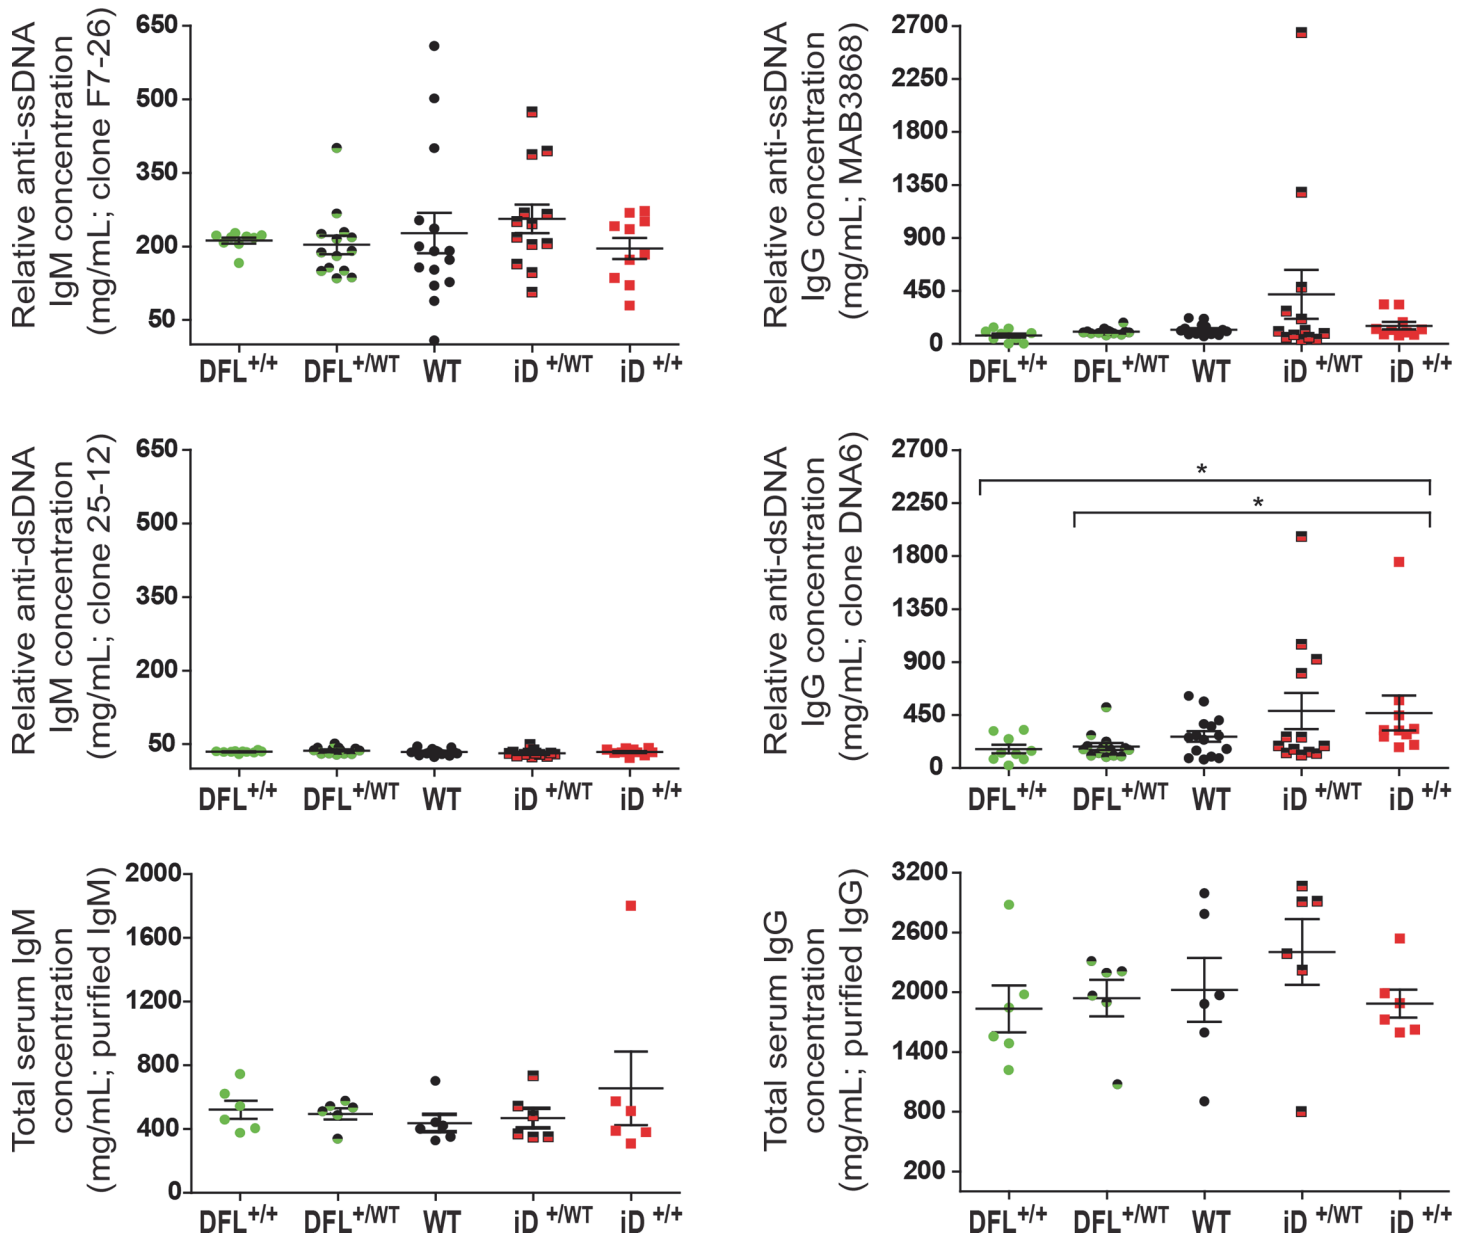 Relative anti-ssDNA
IgM concentration
(mg/mL; clone F7-26)
650
500
350
200
50
DFL+/+
DFL+/WT
WT
iD +/WT
iD +/+
Relative anti-ssDNA
IgG concentration
(mg/mL; MAB3868)
2700
2250
1800
1350
900
450
0
DFL+/+
DFL+/WT
WT
iD +/WT
iD +/+
Relative anti-dsDNA
IgM concentration
(mg/mL; clone 25-12)
650
500
350
200
50
DFL+/+
DFL+/WT
WT
iD +/WT
iD +/+
Relative anti-dsDNA
IgG concentration
(mg/mL; clone DNA6)
2700
2250
1800
1350
900
450
0
*
*
DFL+/+
DFL+/WT
WT
iD +/WT
iD +/+
Total serum IgM
concentration
(mg/mL; purified IgM)
2000
1600
1200
800
400
0
DFL+/+
DFL+/WT
WT
iD +/WT
iD +/+
Total serum IgG
concentration
(mg/mL; purified IgG)
3200
2600
2000
1400
800
200
DFL+/+
DFL+/WT
WT
iD +/WT
iD +/+